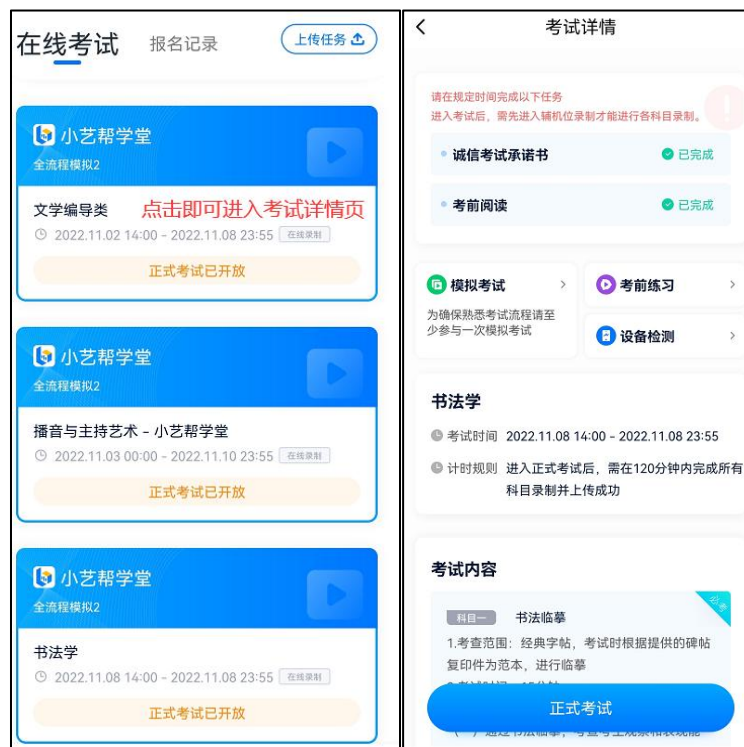 在线考试
报名记录
上传任务
小艺帮学堂
全流程模拟2
文学编导类
点击即可进入考试详情页
2022.11.02 14:00 - 2022.11.08 23:55
在线录制
正式考试已开放
小艺帮学堂
全流程模拟2
播音与主持艺术 - 小艺帮学堂
2022.11.03 00:00 - 2022.11.10 23:55
在线录制
正式考试已开放
小艺帮学堂
全流程模拟2
书法学
2022.11.08 14:00 - 2022.11.08 23:55
在线录制
正式考试已开放
考试详情
请在规定时间完成以下任务
进入考试后，需先进入辅机位录制才能进行各科目录制。
诚信考试承诺书
已完成
考前阅读
已完成
模拟考试
为确保熟悉考试流程请至
少参与一次模拟考试
考前练习
设备检测
书法学
考试时间 2022.11.08 14:00 - 2022.11.08 23:55
计时规则 进入正式考试后，需在120分钟内完成所有
科目录制并上传成功
考试内容
必考
科目一 书法临摹
1.考查范围：经典字帖，考试时根据提供的碑帖
复印件为范本，进行临摹
正式考试